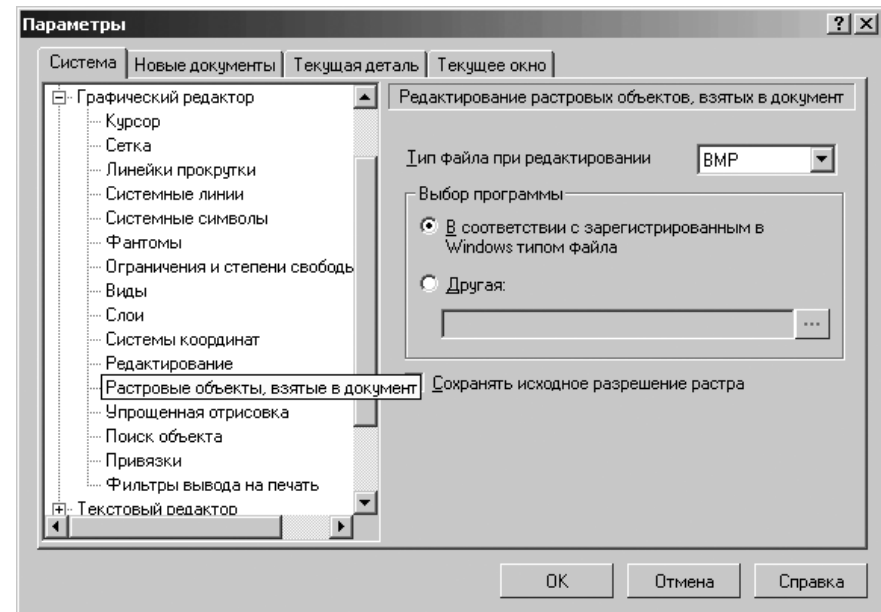 Параметры
Система
Новые документы
Текущая деталь
Текущее окно
Графический редактор
Курсор
Сетка
Линейки прокрутки
Системные линии
Системные символы
Фантомы
Ограничения и степени свободь
Виды
Слои
Системы координат
Редактирование
Растровые объекты, взятые в документ
Упрощенная отрисовка
Поиск объекта
Привязки
Фильтры вывода на печать
Текстовый редактор
Редактирование растровых объектов, взятых в документ
Тип файла при редактировании
BMP
Выбор программы
В соответствии с зарегистрированным в
Windows типом файла
Другая:
...
Сохранять исходное разрешение растра
OK
Отмена
Справка